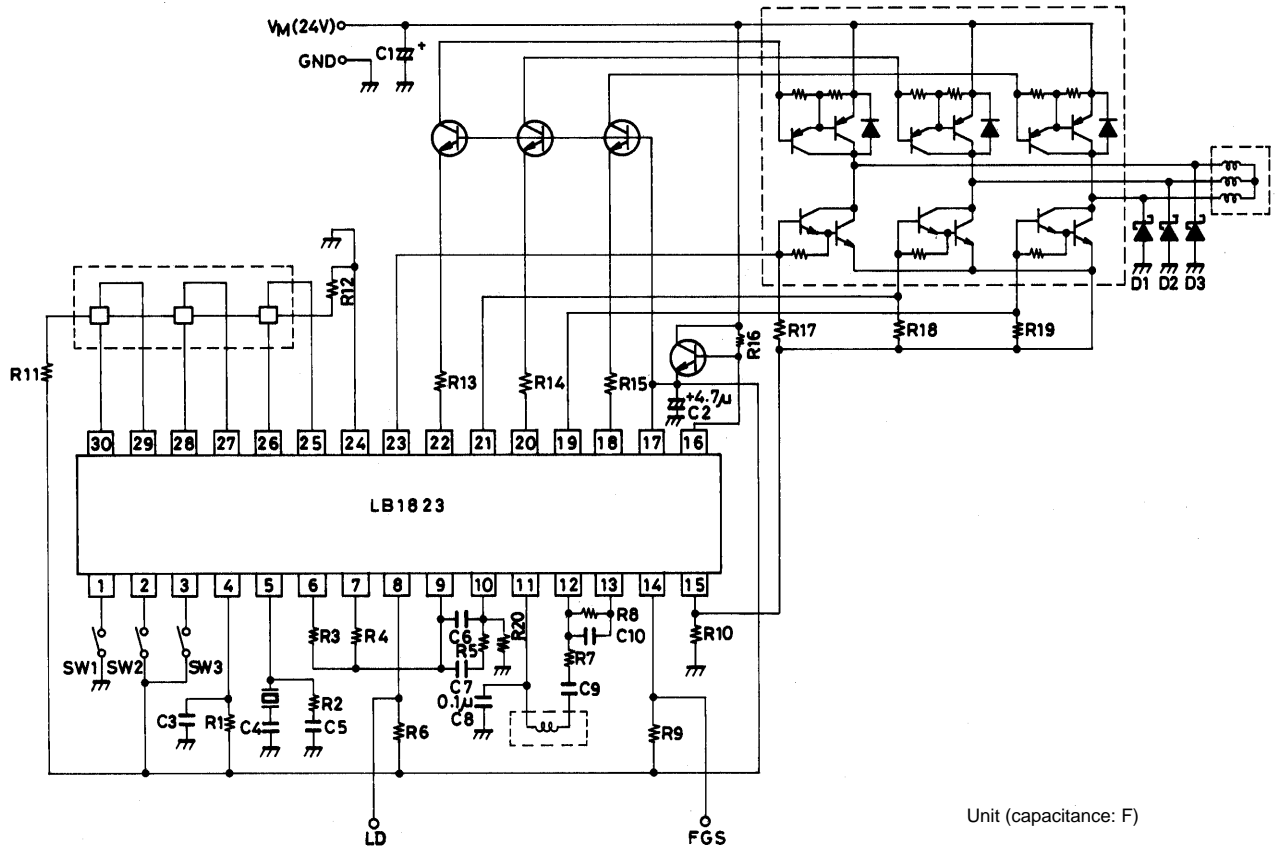 VM(24V)
GND
C1
+
R12
R11
R13
R14
R15
R16
R17
R18
R19
D1
D2
D3
+4.7μ
C2
30
29
28
27
26
25
24
23
22
21
20
19
18
17
16
LB1823
1
2
3
4
5
6
7
8
9
10
11
12
13
14
15
SW1
SW2
SW3
C3
R1
C4
R2
C5
R3
R4
R6
C6
R5
C7
R20
0.1μ
C8
R8
C10
R7
C9
R9
R10
LD
FGS
Unit (capacitance: F)